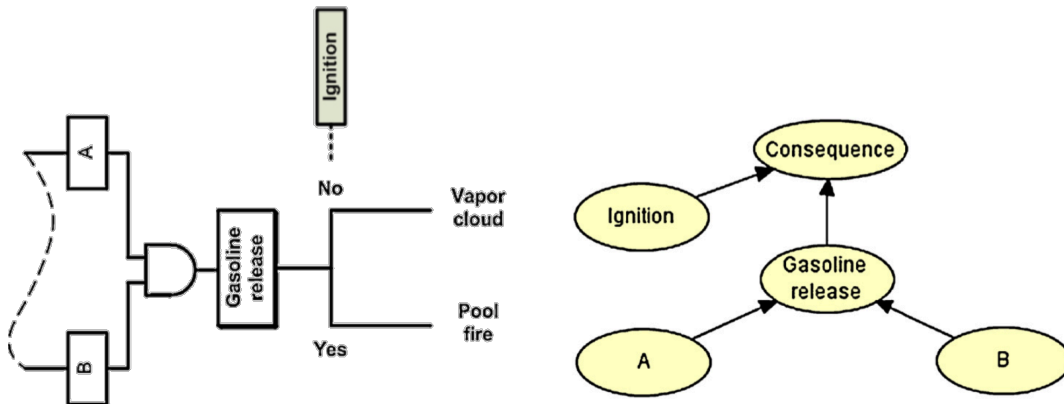 Ignition
A
No
Vapor
cloud
Gasoline
release
Pool
fire
Yes
B
Consequence
Ignition
Gasoline
release
A
B